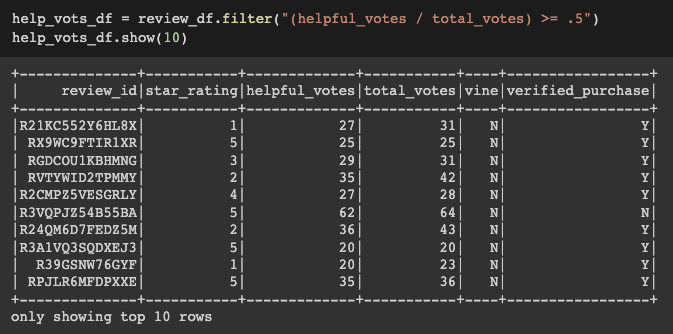 help_vots_df = review_df.filter("(helpful_votes / total_votes) >= .5")
help_vots_df.show(10)
+--------------+-----------+-------------+-----------+----+-----------------+
|     review_id|star_rating|helpful_votes|total_votes|vine|verified_purchase|
+--------------+-----------+-------------+-----------+----+-----------------+
|R21KC552Y6HL8X|          1|           27|         31|   N|                Y|
| RX9WC9FTIR1XR|          5|           25|         25|   N|                Y|
| RGDCOU1KBHMNG|          3|           29|         31|   N|                Y|
| RVTYWID2TPMMY|          2|           35|         42|   N|                Y|
|R2CMPZ5VESGRLY|          4|           27|         28|   N|                Y|
|R3VQPJZ54B55BA|          5|           62|         64|   N|                N|
|R24QM6D7FEDZ5M|          2|           36|         43|   N|                Y|
|R3A1VQ3SQDXEJ3|          5|           20|         20|   N|                Y|
|  R39GSNW76GYF|          1|           20|         23|   N|                Y|
| RPJLR6MFDPXXE|          5|           35|         36|   N|                Y|
+--------------+-----------+-------------+-----------+----+-----------------+
only showing top 10 rows